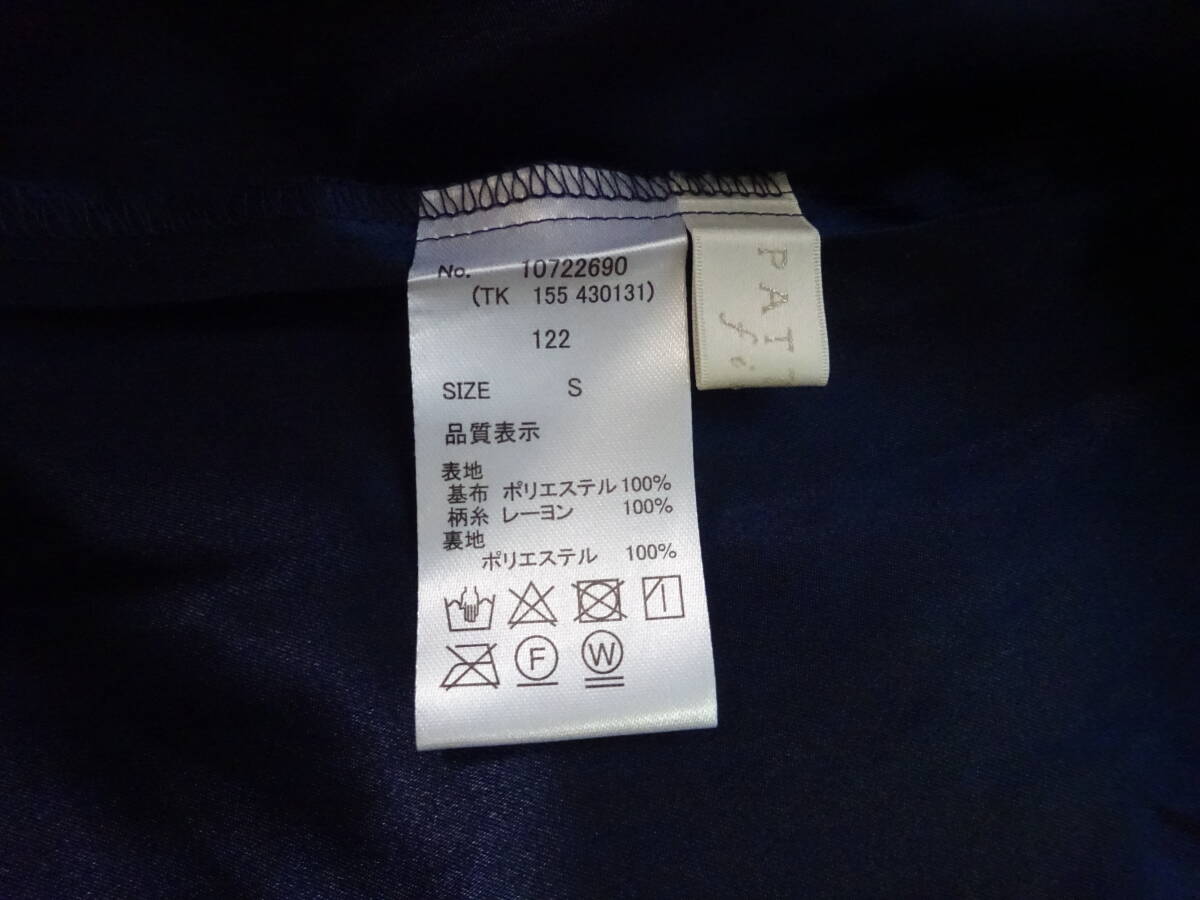 No. 10722690
(TK 155 430131)
122
SIZE S
品質表示
表地
基布 ポリエステル 100%
柄糸 レーヨン 100%
裏地
ポリエステル 100%
F
W